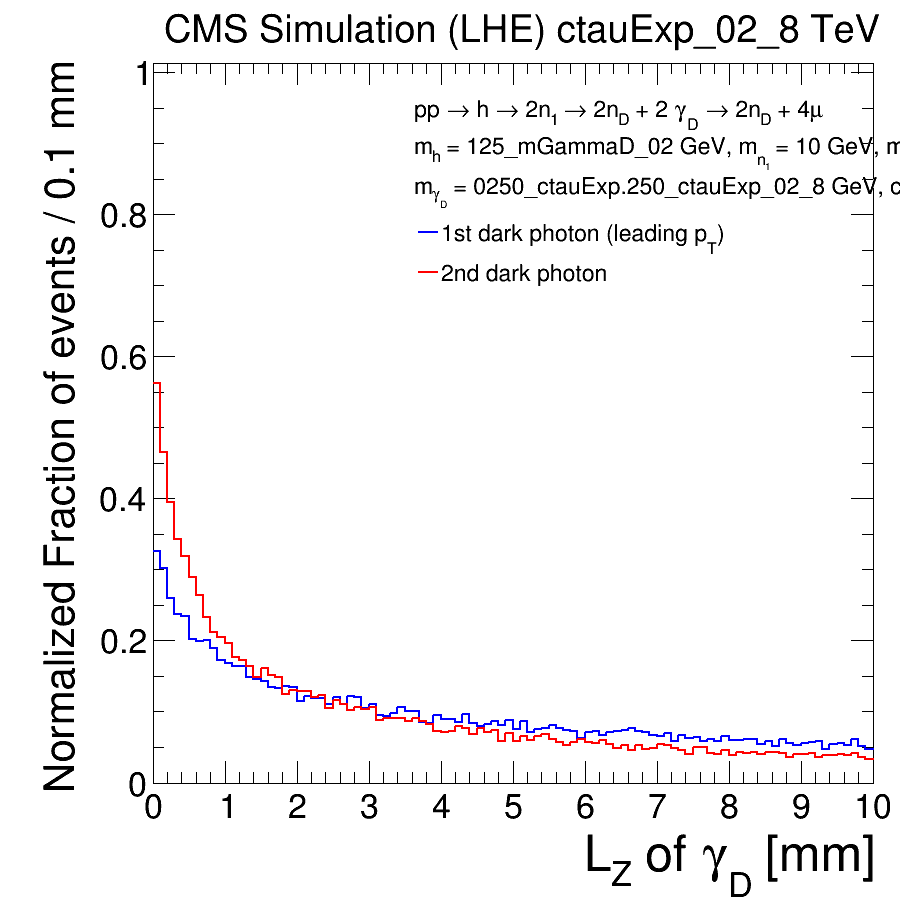 CMS Simulation (LHE) ctauExp_02_8 TeV
Normalized Fraction of events / 0.1 mm
pp → h → 2n1 → 2nD + 2 γD → 2nD + 4μ
mh = 125_mGammaD_02 GeV, mn1 = 10 GeV, m
mγD = 0250_ctauExp.250_ctauExp_02_8 GeV, c
1st dark photon (leading pT)
2nd dark photon
1
0.8
0.6
0.4
0.2
0
0 1 2 3 4 5 6 7 8 9 10
LZ of γD [mm]